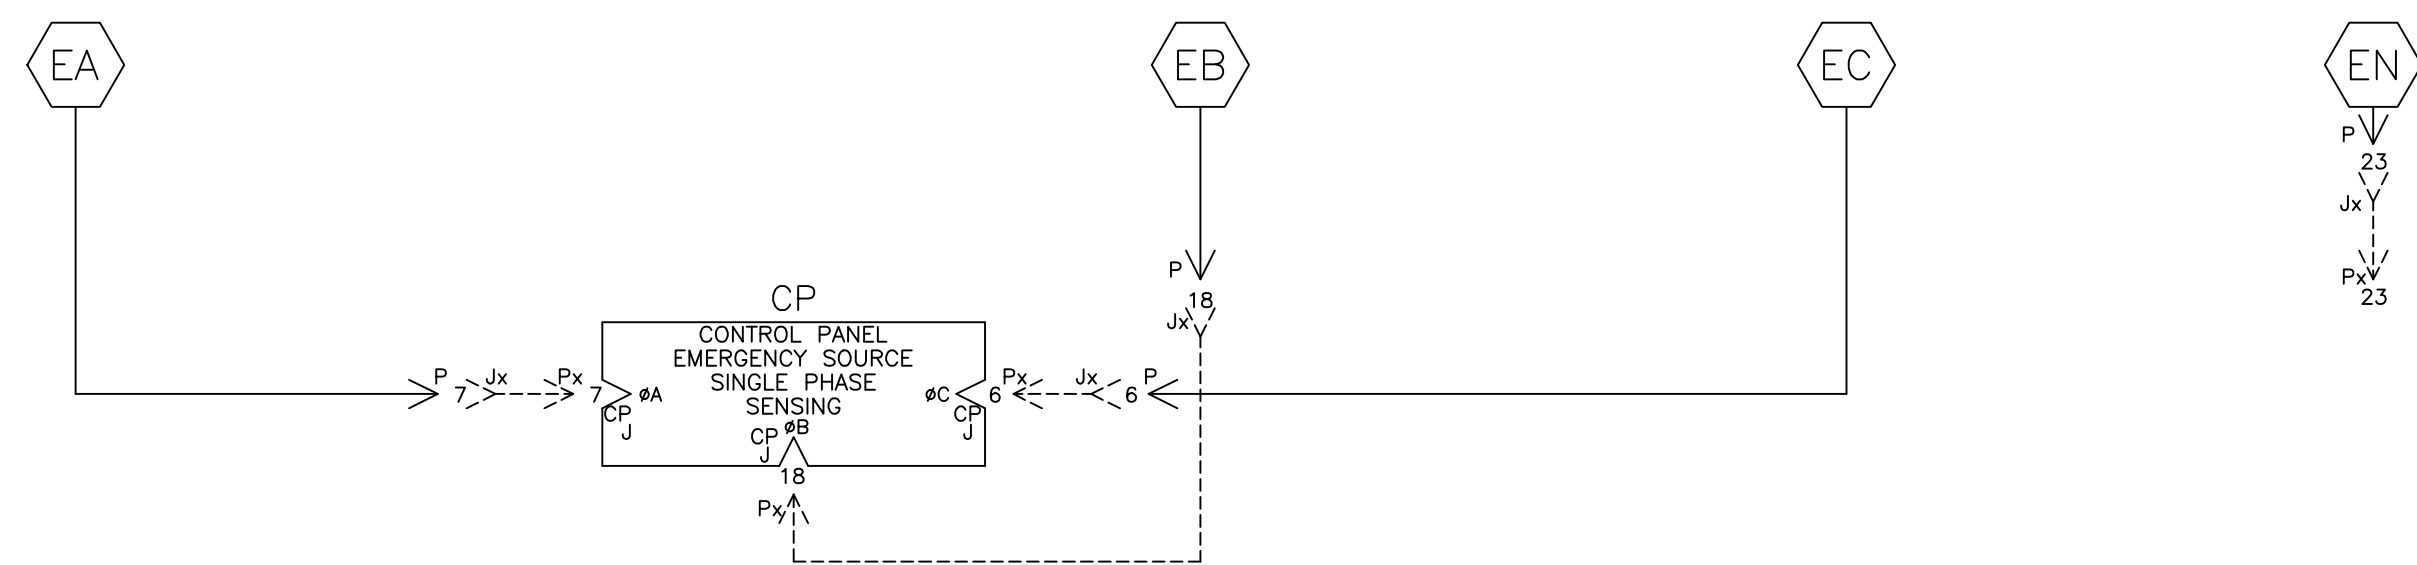 EA
EB
EC
EN
P
23
Jx
P
Px
23
18
Jx
CP
CONTROL PANEL
EMERGENCY SOURCE
SINGLE PHASE
SENSING
P
7
Jx
Px
7
øA
CP
J
øC
6
CP
J
Px
Jx
6
P
øB
CP
J
18
Px